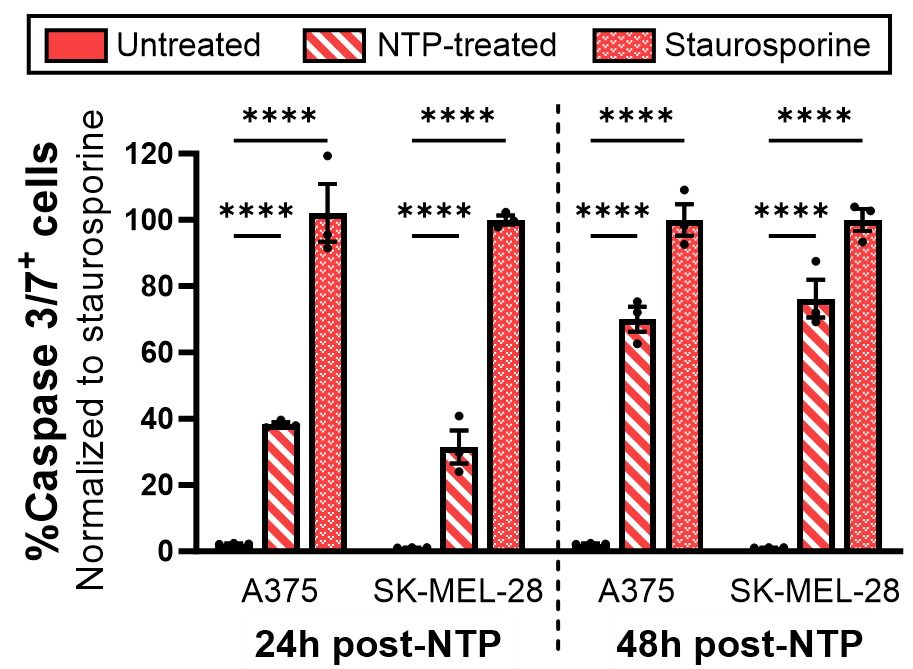 Untreated NTP-treated Staurosporine
%Caspase 3/7+ cells
Normalized to staurosporine
**** **** **** ****
120
**** **** **** ****
100
80
60
40
20
0
A375 SK-MEL-28 A375 SK-MEL-28
24h post-NTP 48h post-NTP